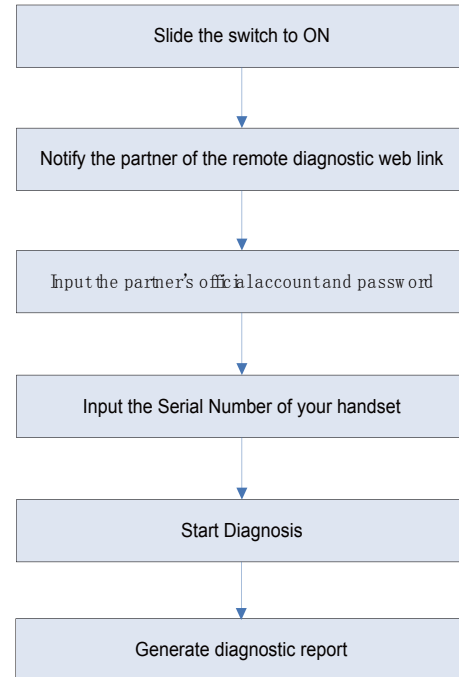 Slide the switch to ON
Notify the partner of the remote diagnostic web link
Input the partner's official account and password
Input the Serial Number of your handset
Start Diagnosis
Generate diagnostic report